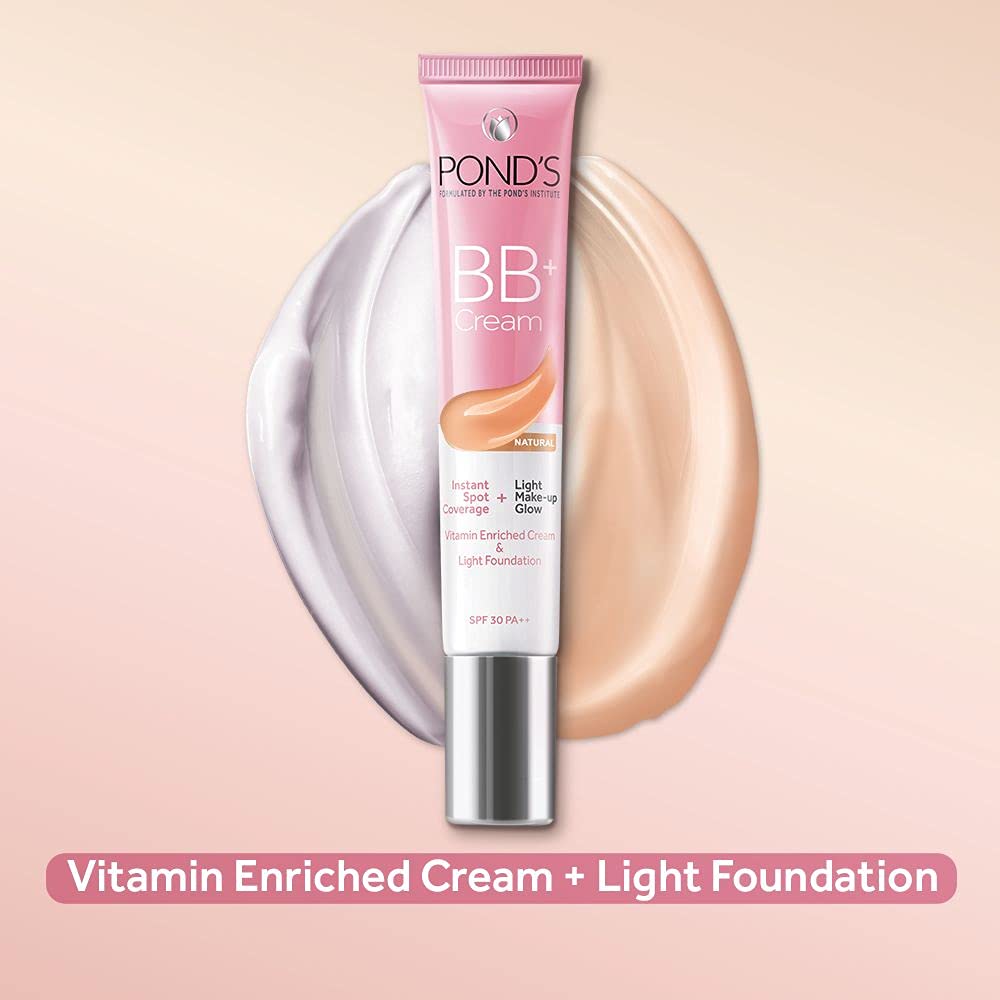 POND'S
FORMULATED BY THE POND'S INSTITUTE
BB+
Cream
NATURAL
Instant
Spot
Coverage
+
Light
Make-up
Glow
Vitamin Enriched Cream
&
Light Foundation
SPF 30 PA++
Vitamin Enriched Cream + Light Foundation